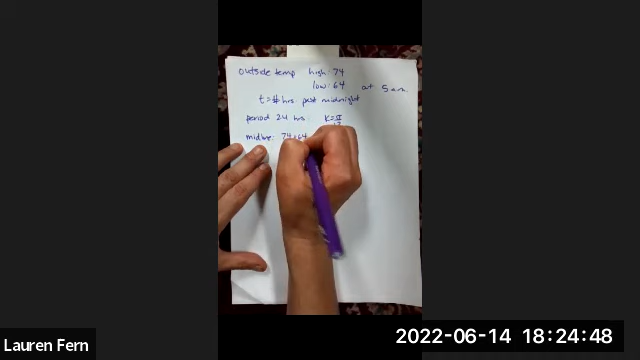 outside temp high: 74
low: 64 at 5 a.m.
t = # hrs. past midnight
period 24 hrs. K = π/12
midline: 74+64
Lauren Fern
2022-06-14 18:24:48